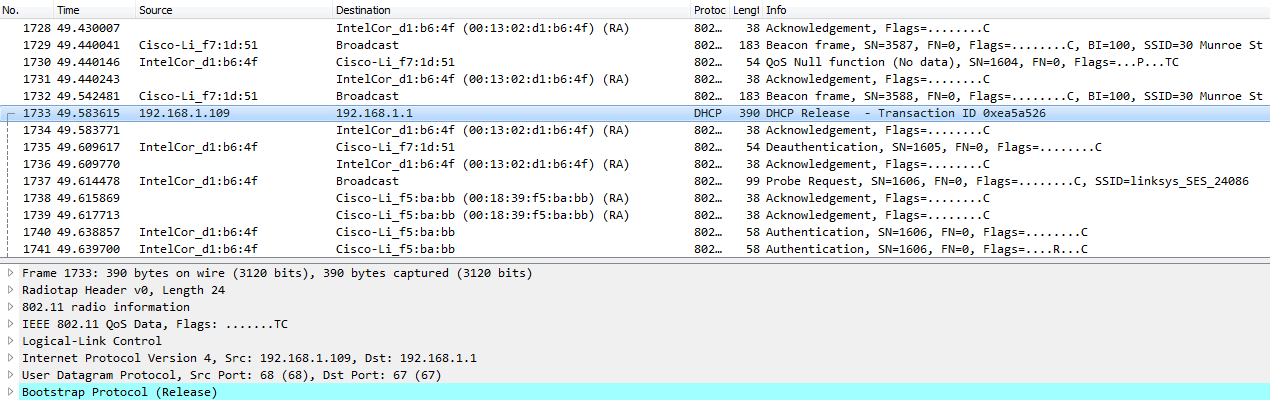 No. Time Source Destination Protoc Lengt Info
1728 49.430007 IntelCor_d1:b6:4f (00:13:02:d1:b6:4f) (RA) 802… 38 Acknowledgement, Flags=........C
1729 49.440041 Cisco-Li_f7:1d:51 Broadcast 802… 183 Beacon frame, SN=3587, FN=0, Flags=........C, BI=100, SSID=30 Munroe St
1730 49.440146 IntelCor_d1:b6:4f Cisco-Li_f7:1d:51 802… 54 QoS Null function (No data), SN=1604, FN=0, Flags=...P...TC
1731 49.440243 IntelCor_d1:b6:4f (00:13:02:d1:b6:4f) (RA) 802… 38 Acknowledgement, Flags=........C
1732 49.542481 Cisco-Li_f7:1d:51 Broadcast 802… 183 Beacon frame, SN=3588, FN=0, Flags=........C, BI=100, SSID=30 Munroe St
1733 49.583615 192.168.1.109 192.168.1.1 DHCP 390 DHCP Release - Transaction ID 0xea5a526
1734 49.583771 IntelCor_d1:b6:4f (00:13:02:d1:b6:4f) (RA) 802… 38 Acknowledgement, Flags=........C
1735 49.609617 IntelCor_d1:b6:4f Cisco-Li_f7:1d:51 802… 54 Deauthentication, SN=1605, FN=0, Flags=........C
1736 49.609770 IntelCor_d1:b6:4f (00:13:02:d1:b6:4f) (RA) 802… 38 Acknowledgement, Flags=........C
1737 49.614478 IntelCor_d1:b6:4f Broadcast 802… 99 Probe Request, SN=1606, FN=0, Flags=........C, SSID=linksys_SES_24086
1738 49.615869 Cisco-Li_f5:ba:bb (00:18:39:f5:ba:bb) (RA) 802… 38 Acknowledgement, Flags=........C
1739 49.617713 Cisco-Li_f5:ba:bb (00:18:39:f5:ba:bb) (RA) 802… 38 Acknowledgement, Flags=........C
1740 49.638857 IntelCor_d1:b6:4f Cisco-Li_f5:ba:bb 802… 58 Authentication, SN=1606, FN=0, Flags=........C
1741 49.639700 IntelCor_d1:b6:4f Cisco-Li_f5:ba:bb 802… 58 Authentication, SN=1606, FN=0, Flags=....R...C
Frame 1733: 390 bytes on wire (3120 bits), 390 bytes captured (3120 bits)
Radiotap Header v0, Length 24
802.11 radio information
IEEE 802.11 QoS Data, Flags: .......TC
Logical-Link Control
Internet Protocol Version 4, Src: 192.168.1.109, Dst: 192.168.1.1
User Datagram Protocol, Src Port: 68 (68), Dst Port: 67 (67)
Bootstrap Protocol (Release)